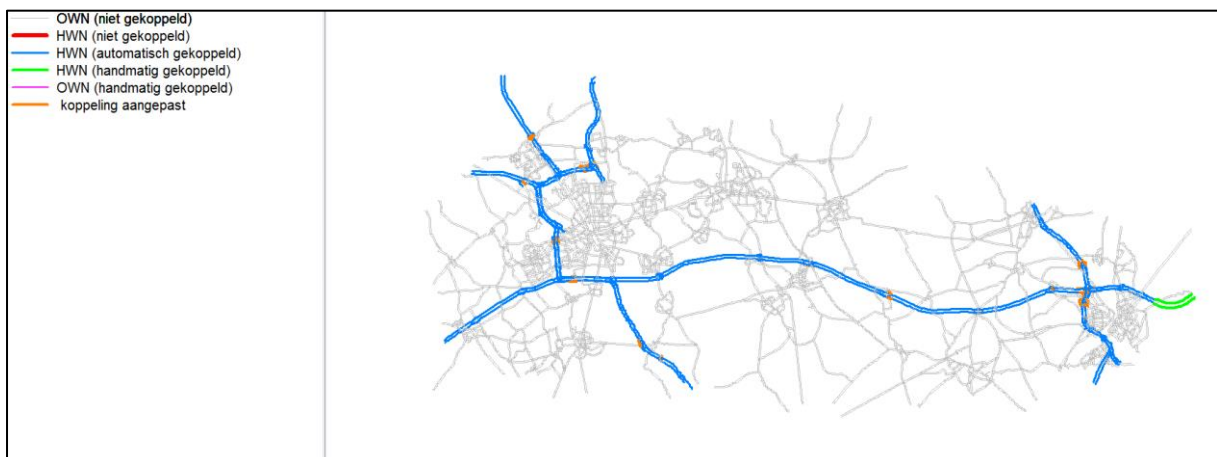 OWN (niet gekoppeld)
HWN (niet gekoppeld)
HWN (automatisch gekoppeld)
HWN (handmatig gekoppeld)
OWN (handmatig gekoppeld)
koppeling aangepast